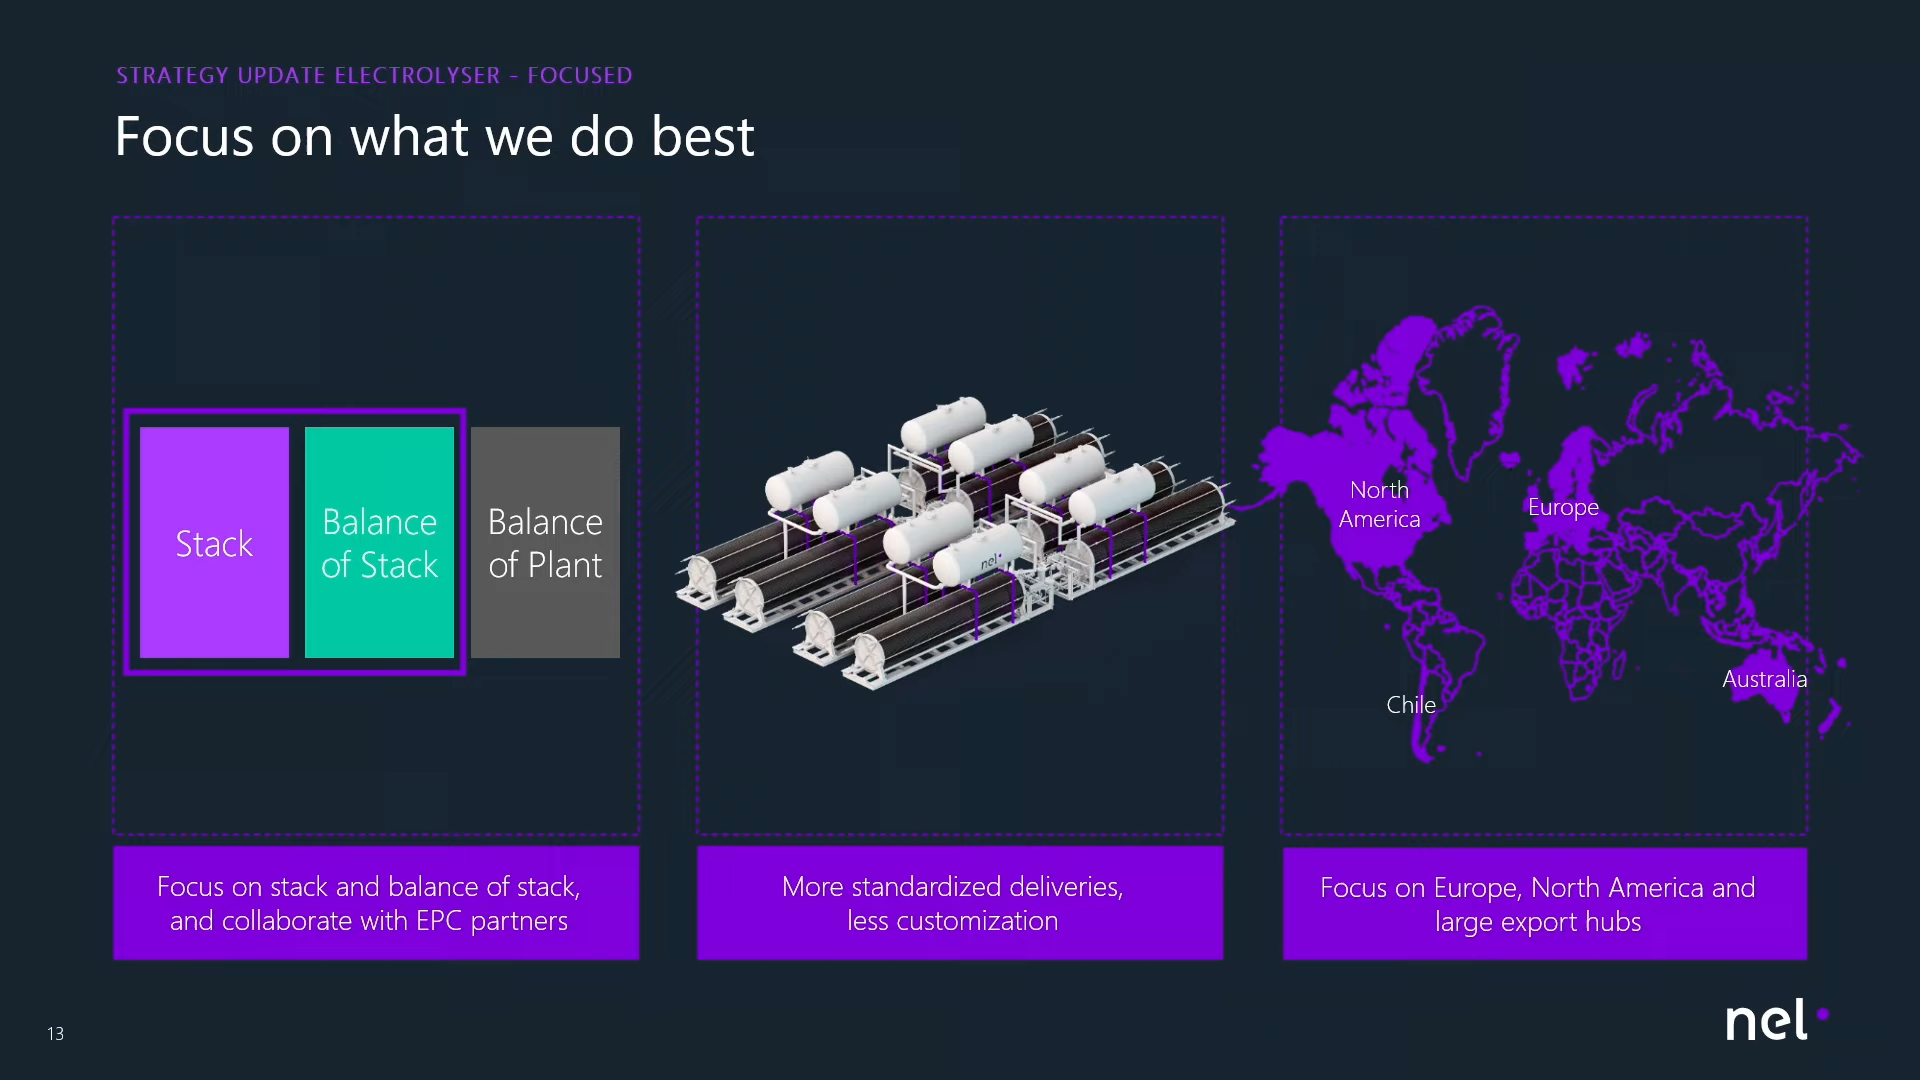 STRATEGY UPDATE ELECTROLYSER - FOCUSED
Focus on what we do best
Stack
Balance
of Stack
Balance
of Plant
nel
North
America
Europe
Chile
Australia
Focus on stack and balance of stack,
and collaborate with EPC partners
More standardized deliveries,
less customization
Focus on Europe, North America and
large export hubs
13
nel